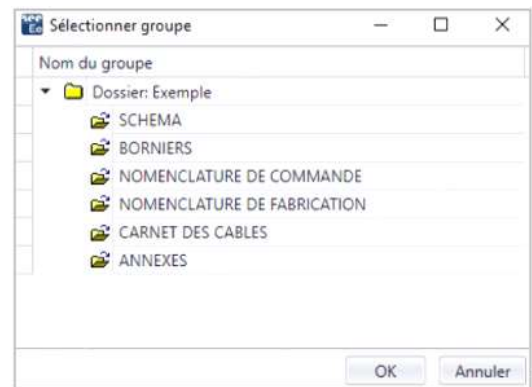 Sélectionner groupe
Nom du groupe
Dossier: Exemple
SCHEMA
BORNIERS
NOMENCLATURE DE COMMANDE
NOMENCLATURE DE FABRICATION
CARNET DES CABLES
ANNEXES
OK Annuler